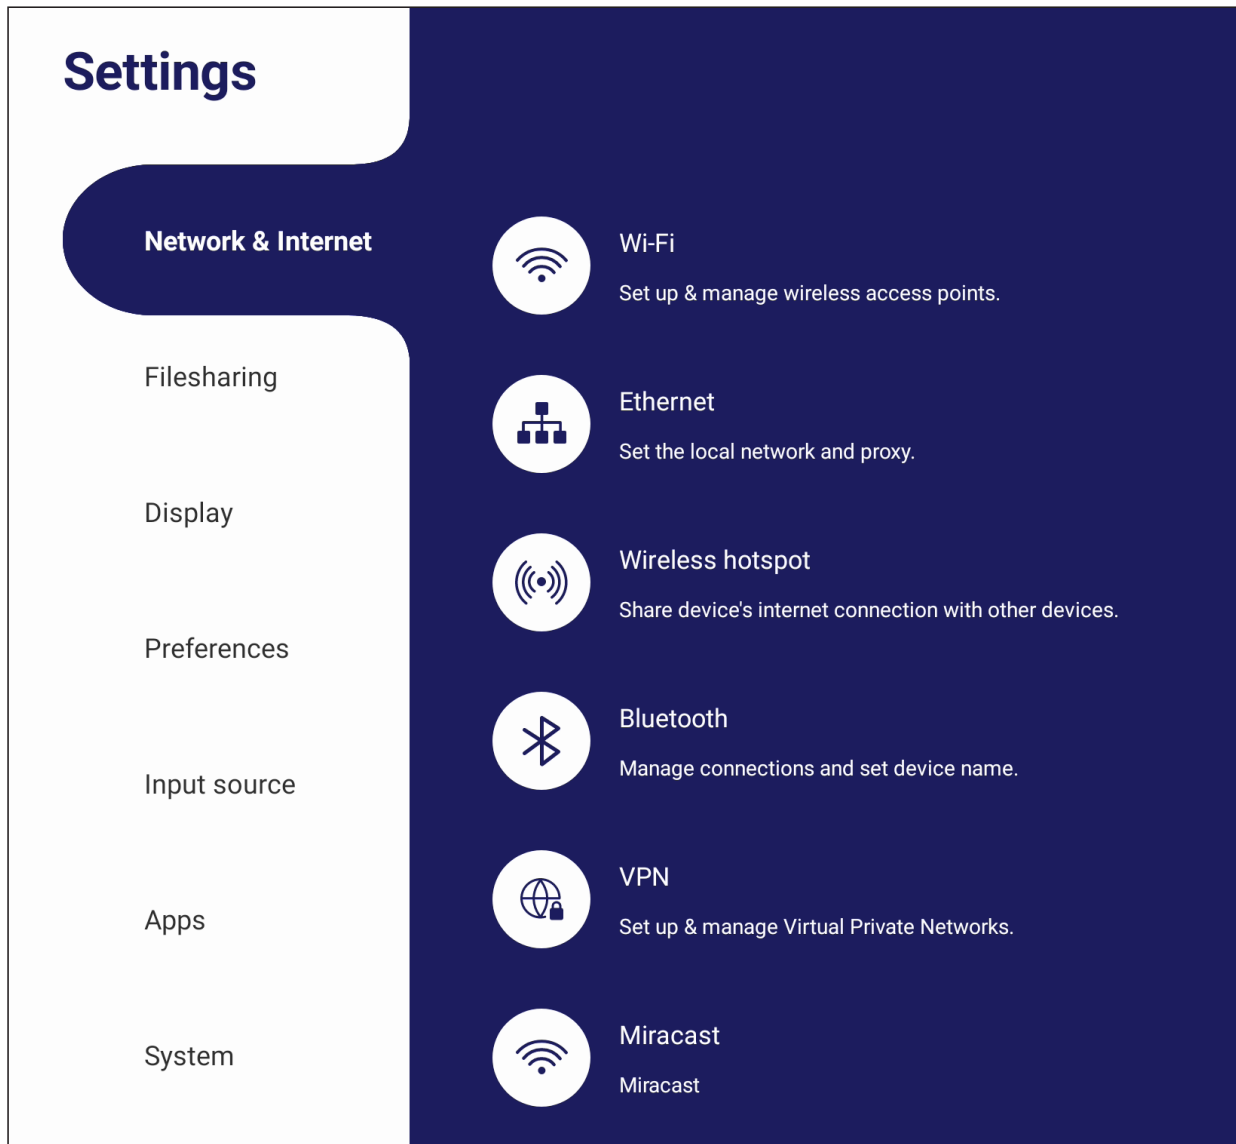 Settings
Network & Internet
Filesharing
Display
Preferences
Input source
Apps
System
Wi-Fi
Set up & manage wireless access points.
Ethernet
Set the local network and proxy.
Wireless hotspot
Share device's internet connection with other devices.
Bluetooth
Manage connections and set device name.
VPN
Set up & manage Virtual Private Networks.
Miracast
Miracast